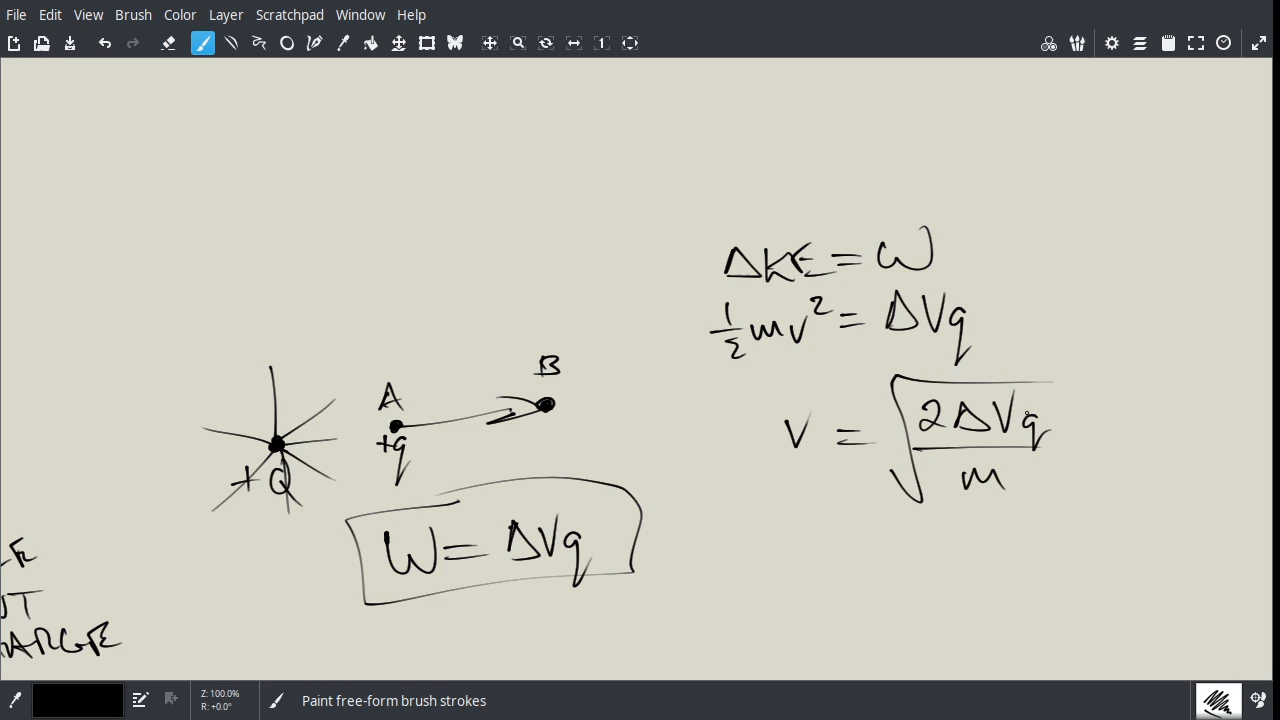 File Edit View Brush Color Layer Scratchpad Window Help
1
ΔKE = W
½mv² = ΔVq
B
A
+q
+Q
v = √(2ΔVq/m)
W = ΔVq
Z: 100.0%
R: +0.0°
Paint free-form brush strokes